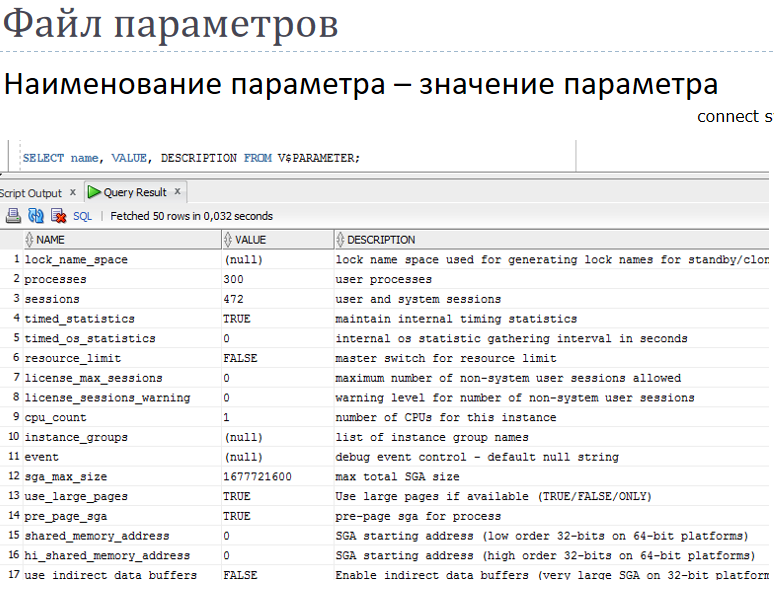 Файл параметров
Наименование параметра – значение параметра
connect s
SELECT name, VALUE, DESCRIPTION FROM V$PARAMETER;
Script Output x Query Result x
SQL | Fetched 50 rows in 0,032 seconds
NAME VALUE DESCRIPTION
1 lock_name_space (null) lock name space used for generating lock names for standby/clon
2 processes 300 user processes
3 sessions 472 user and system sessions
4 timed_statistics TRUE maintain internal timing statistics
5 timed_os_statistics 0 internal os statistic gathering interval in seconds
6 resource_limit FALSE master switch for resource limit
7 license_max_sessions 0 maximum number of non-system user sessions allowed
8 license_sessions_warning 0 warning level for number of non-system user sessions
9 cpu_count 1 number of CPUs for this instance
10 instance_groups (null) list of instance group names
11 event (null) debug event control - default null string
12 sga_max_size 1677721600 max total SGA size
13 use_large_pages TRUE Use large pages if available (TRUE/FALSE/ONLY)
14 pre_page_sga TRUE pre-page sga for process
15 shared_memory_address 0 SGA starting address (low order 32-bits on 64-bit platforms)
16 hi_shared_memory_address 0 SGA starting address (high order 32-bits on 64-bit platforms)
17 use indirect data buffers FALSE Enable indirect data buffers (very large SGA on 32-bit platform